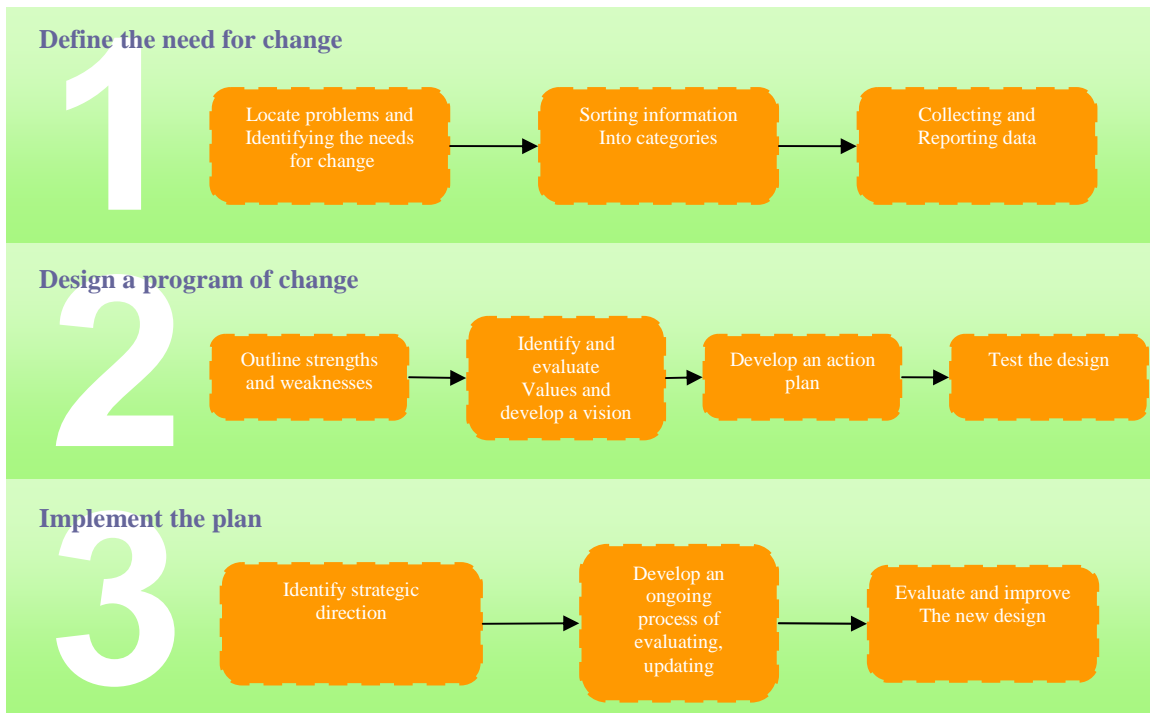 Define the need for change
1
Locate problems and
Identifying the needs
for change
Sorting information
Into categories
Collecting and
Reporting data
Design a program of change
2
Outline strengths
and weaknesses
Identify and
evaluate
Values and
develop a vision
Develop an action
plan
Test the design
Implement the plan
3
Identify strategic
direction
Develop an
ongoing
process of
evaluating,
updating
Evaluate and improve
The new design